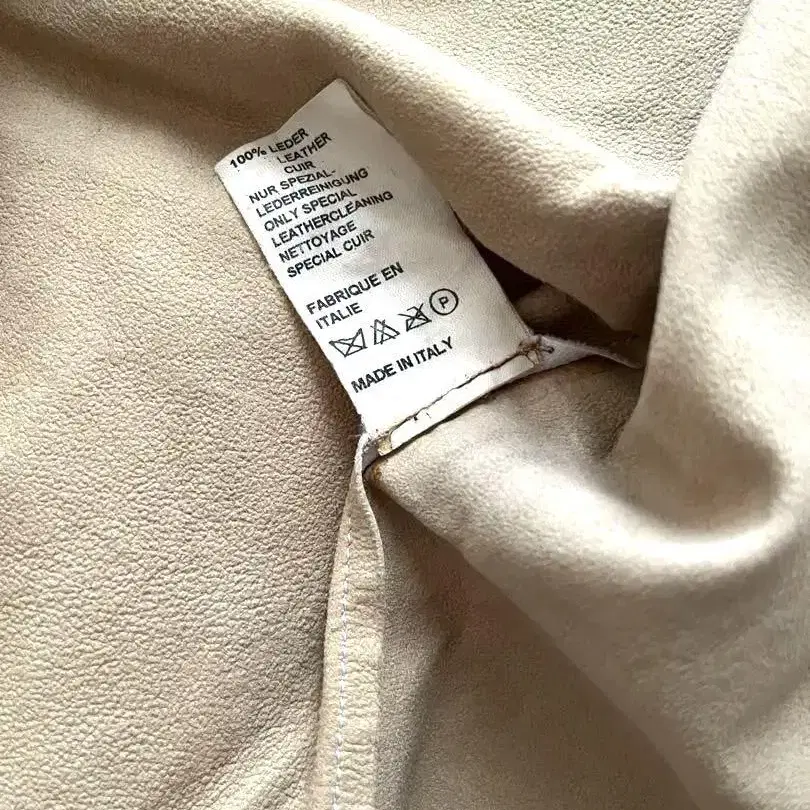 100% LEDER
LEATHER
CUIR
NUR SPEZIAL-
LEDERREINIGUNG
ONLY SPECIAL
LEATHERCLEANING
NETTOYAGE
SPECIAL CUIR
FABRIQUE EN
ITALIE
P
MADE IN ITALY